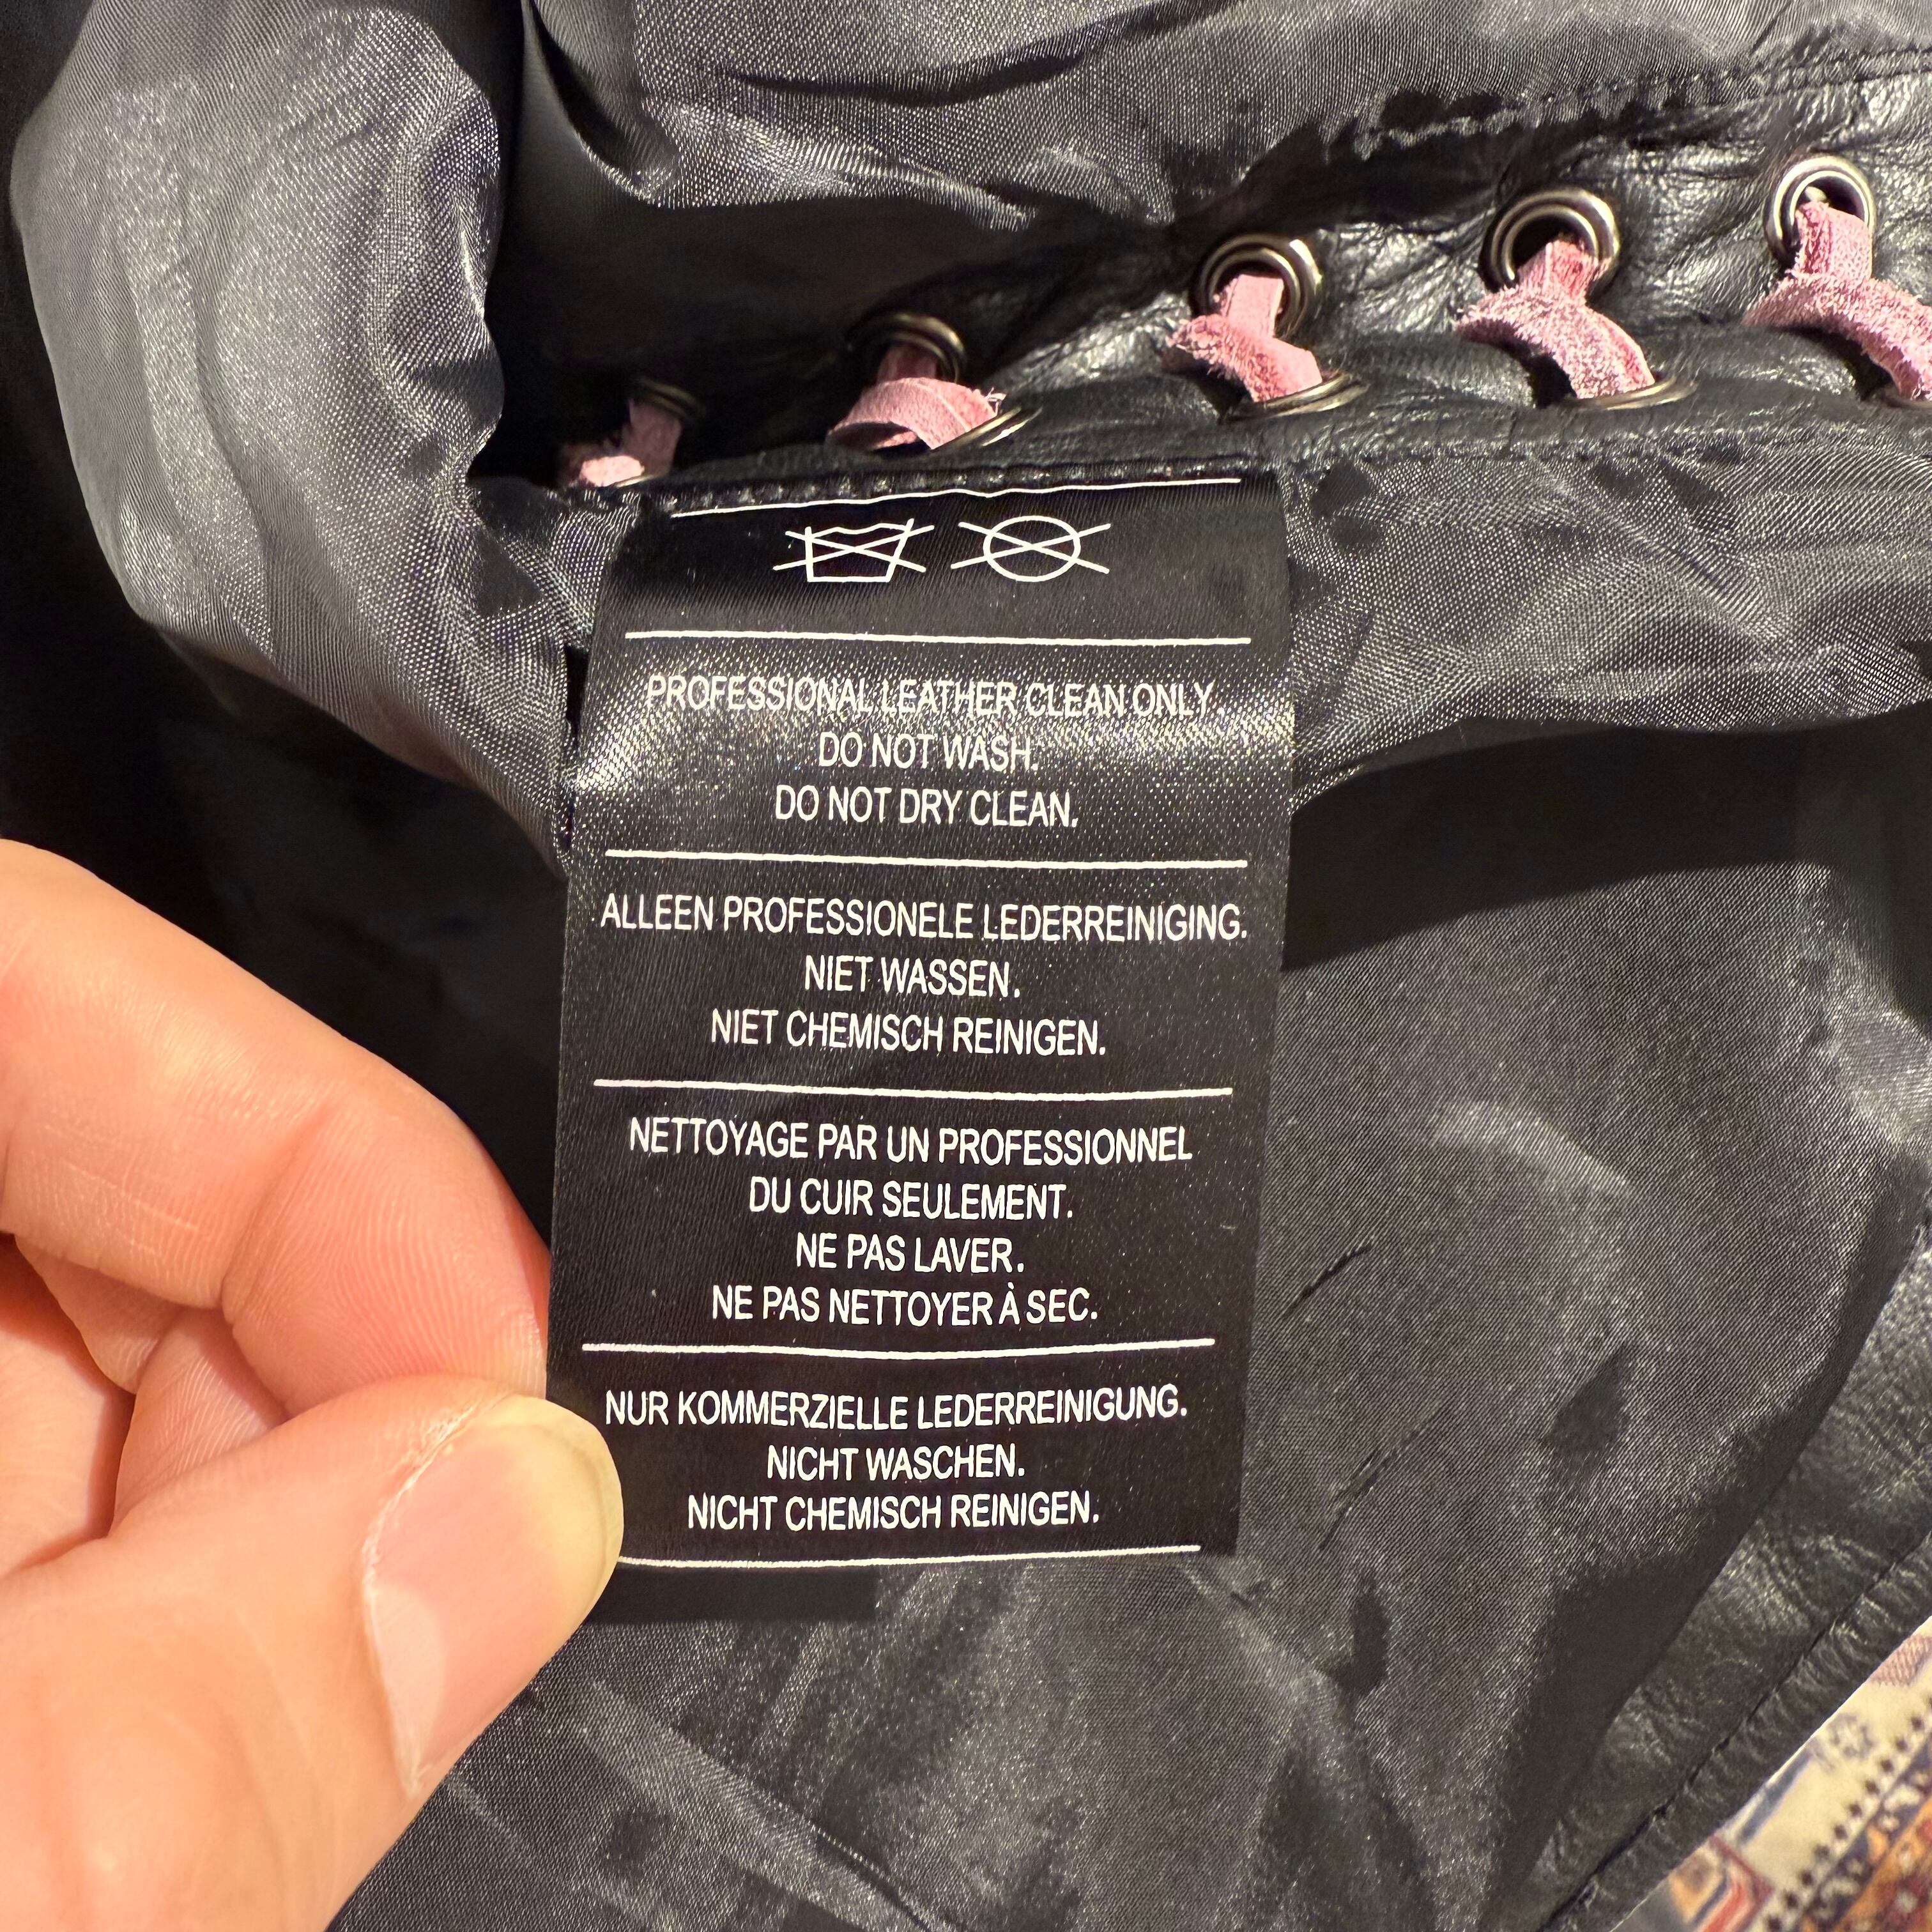 PROFESSIONAL LEATHER CLEAN ONLY.
DO NOT WASH.
DO NOT DRY CLEAN.
ALLEEN PROFESSIONELE LEDERREINIGING.
NIET WASSEN.
NIET CHEMISCH REINIGEN.
NETTOYAGE PAR UN PROFESSIONNEL
DU CUIR SEULEMENT.
NE PAS LAVER.
NE PAS NETTOYER À SEC.
NUR KOMMERZIELLE LEDERREINIGUNG.
NICHT WASCHEN.
NICHT CHEMISCH REINIGEN.